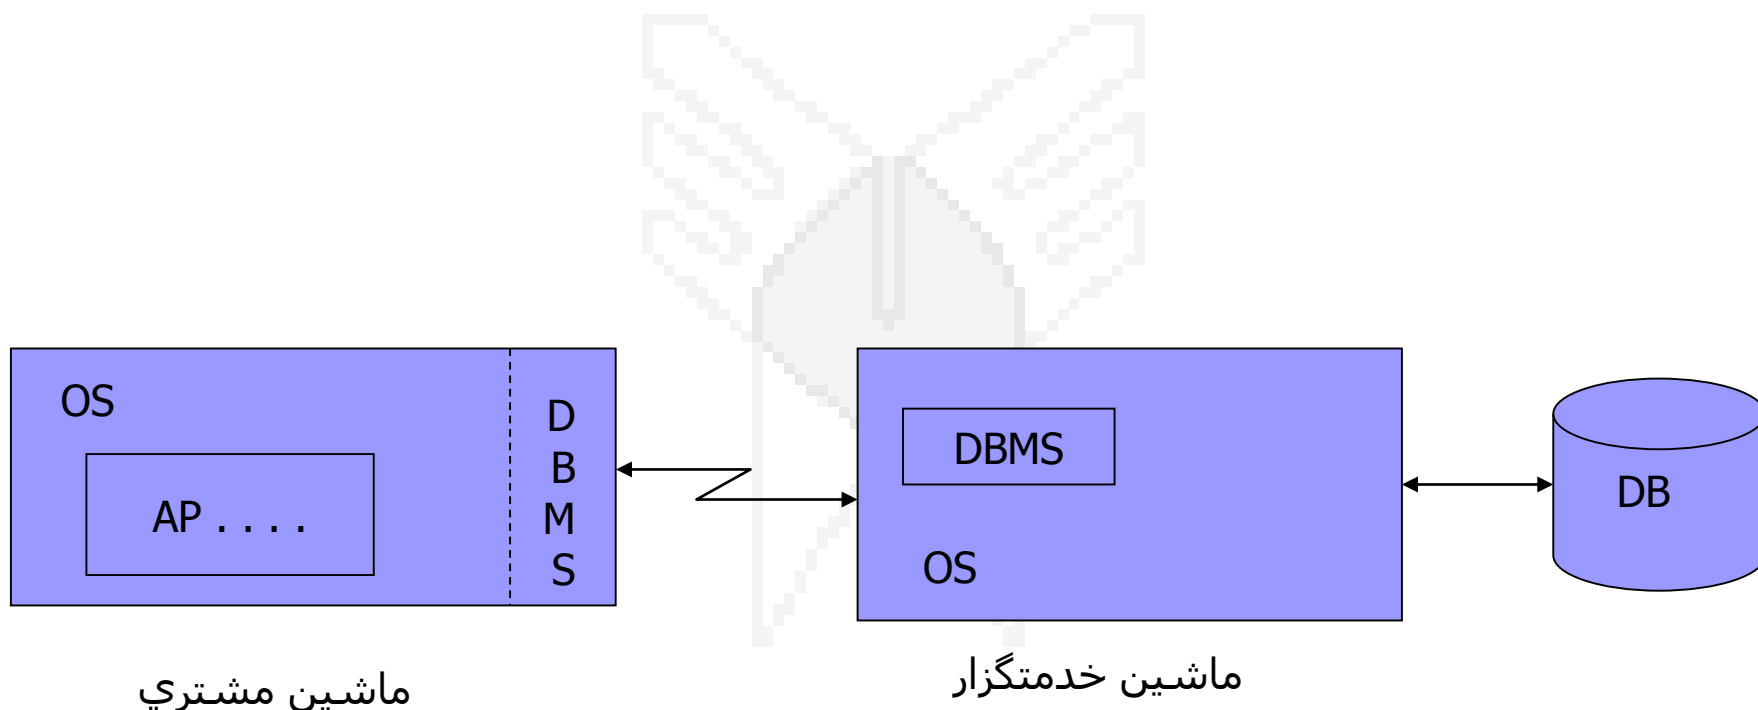 OS
D
B
M
S
AP . . . .
DBMS
OS
DB
ماشين مشتري
ماشين خدمتگزار